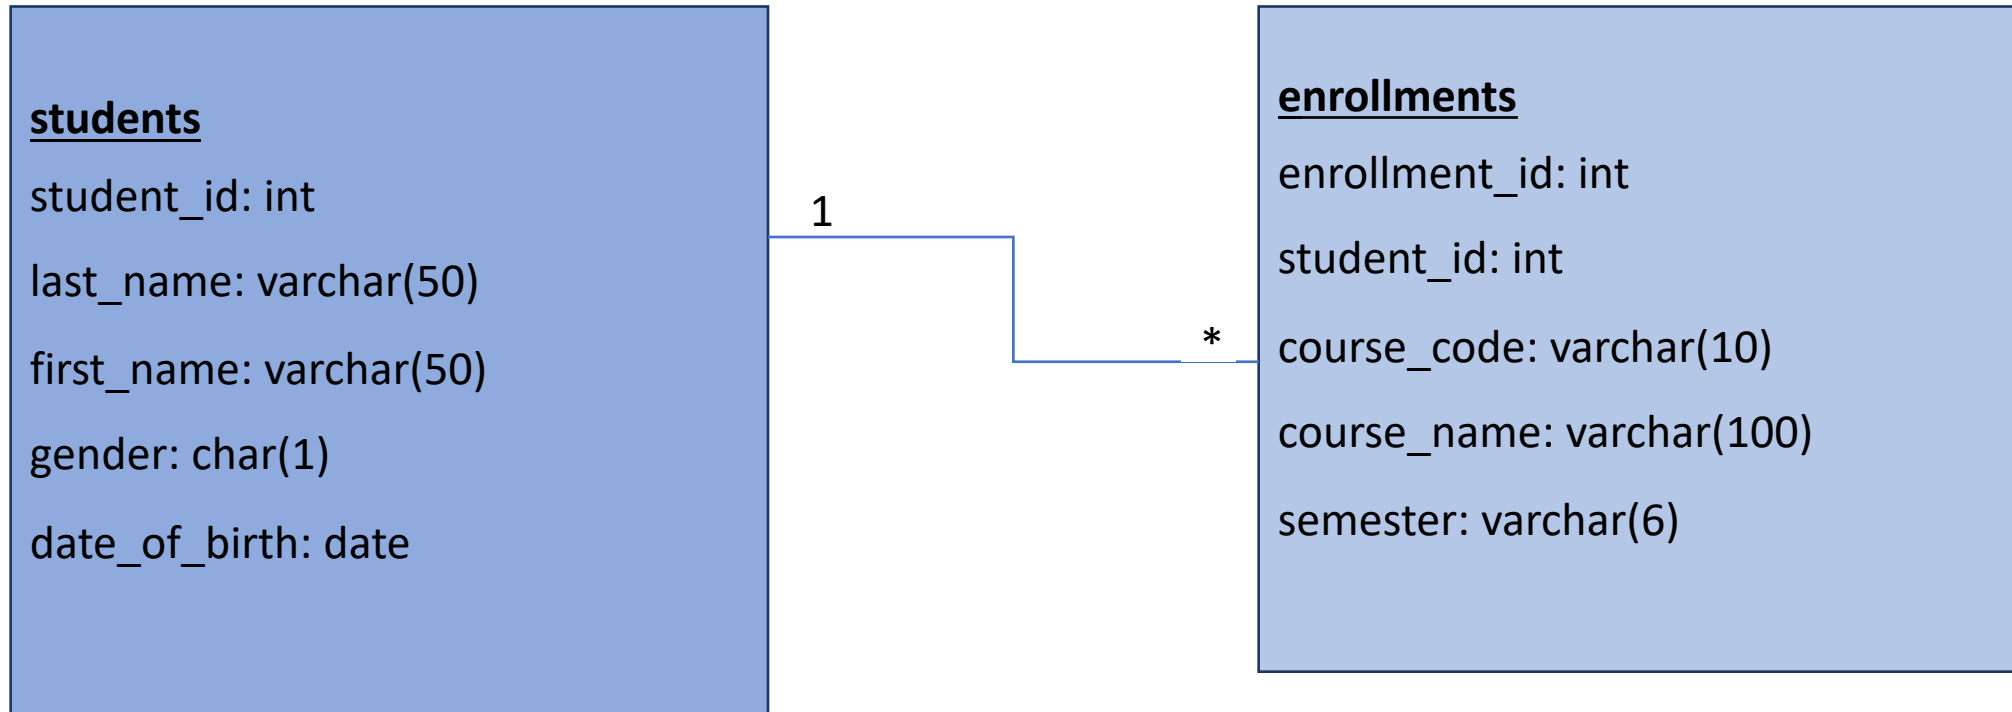 students
student_id: int
last_name: varchar(50)
first_name: varchar(50)
gender: char(1)
date_of_birth: date
1
*
enrollments
enrollment_id: int
student_id: int
course_code: varchar(10)
course_name: varchar(100)
semester: varchar(6)